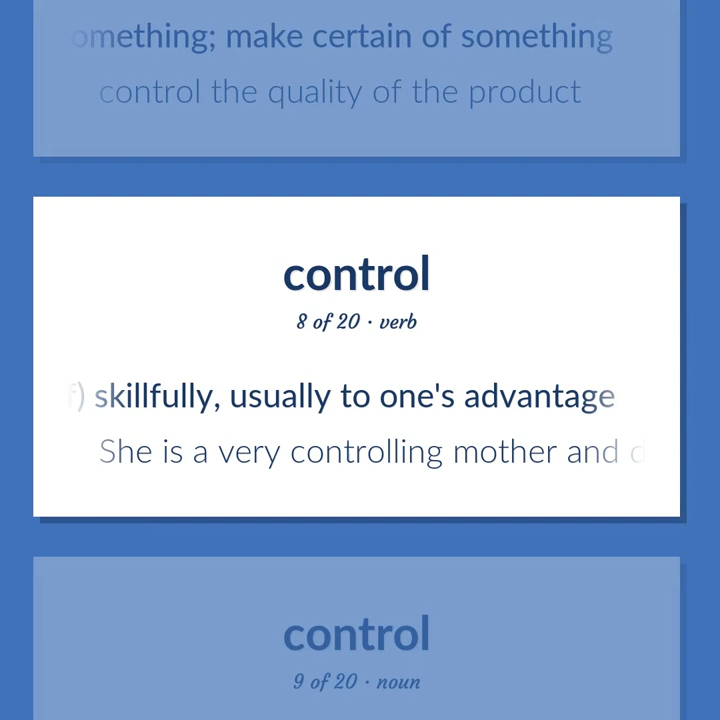 omething; make certain of something
control the quality of the product
control
8 of 20 · verb
f) skillfully, usually to one's advantage
She is a very controlling mother and d
control
9 of 20 · noun